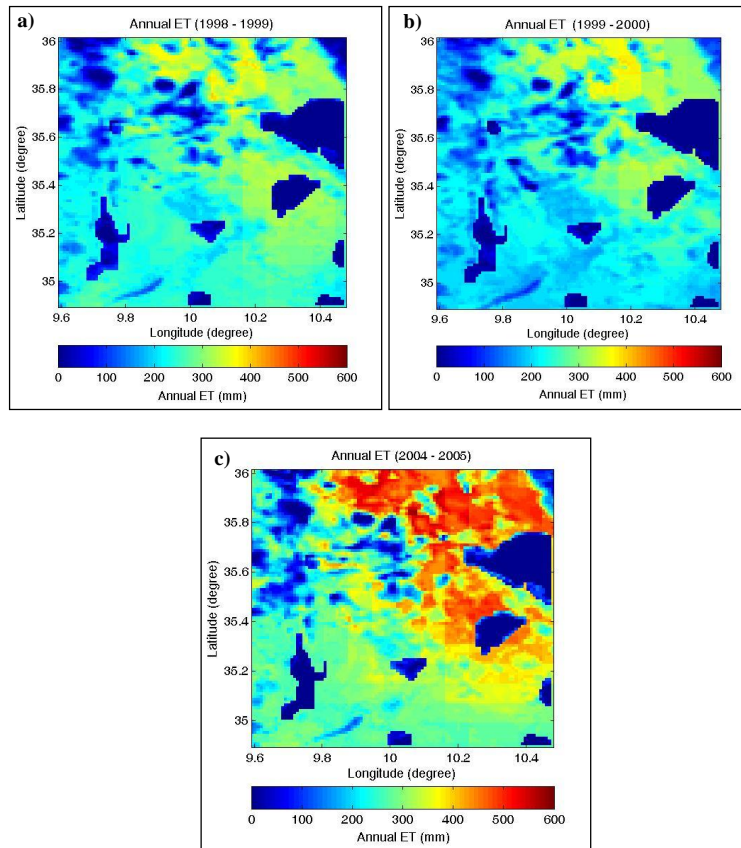 a)
Annual ET (1998 - 1999)
36
35.8
35.6
35.4
35.2
35
Latitude (degree)
9.6 9.8 10 10.2 10.4
Longitude (degree)
0 100 200 300 400 500 600
Annual ET (mm)
b)
Annual ET (1999 - 2000)
36
35.8
35.6
35.4
35.2
35
Latitude (degree)
9.6 9.8 10 10.2 10.4
Longitude (degree)
0 100 200 300 400 500 600
Annual ET (mm)
c)
Annual ET (2004 - 2005)
36
35.8
35.6
35.4
35.2
35
Latitude (degree)
9.6 9.8 10 10.2 10.4
Longitude (degree)
0 100 200 300 400 500 600
Annual ET (mm)